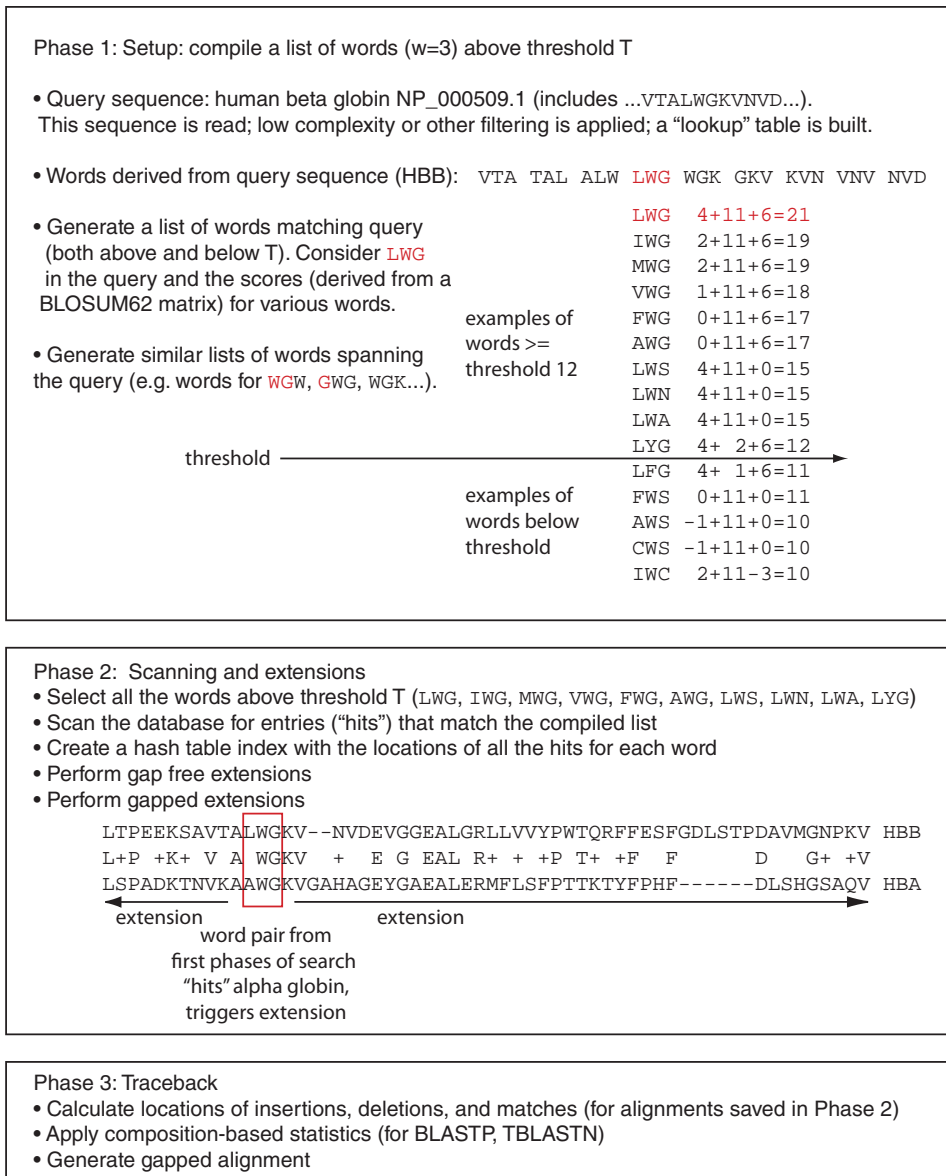 Phase 1: Setup: compile a list of words (w=3) above threshold T
• Query sequence: human beta globin NP_000509.1 (includes ...VTALWGKVNVD...).
This sequence is read; low complexity or other filtering is applied; a “lookup” table is built.
• Words derived from query sequence (HBB): VTA TAL ALW LWG WGK GKV KVN VNV NVD
• Generate a list of words matching query
(both above and below T). Consider LWG
in the query and the scores (derived from a
BLOSUM62 matrix) for various words.
• Generate similar lists of words spanning
the query (e.g. words for WGW, GWG, WGK...).
examples of
words >=
threshold 12
LWG 4+11+6=21
IWG 2+11+6=19
MWG 2+11+6=19
VWG 1+11+6=18
FWG 0+11+6=17
AWG 0+11+6=17
LWS 4+11+0=15
LWN 4+11+0=15
LWA 4+11+0=15
LYG 4+ 2+6=12
threshold
LFG 4+ 1+6=11
FWS 0+11+0=11
AWS -1+11+0=10
CWS -1+11+0=10
IWC 2+11-3=10
examples of
words below
threshold
Phase 2: Scanning and extensions
• Select all the words above threshold T (LWG, IWG, MWG, VWG, FWG, AWG, LWS, LWN, LWA, LYG)
• Scan the database for entries (“hits”) that match the compiled list
• Create a hash table index with the locations of all the hits for each word
• Perform gap free extensions
• Perform gapped extensions
LTPEEKSAVTALWGKV--NVDEVGGEALGRLLVVYPWTQRFFESFGDLSTPDAVMGNPKV HBB
L+P +K+ V A WGKV + E G EAL R+ + +P T+ +F F D G+ +V
LSPADKTNVKAAWGKVGAHAGEYGAEALERMFLSFPTTKTYFPHF------DLSHGSAQV HBA
extension extension
word pair from
first phases of search
“hits” alpha globin,
triggers extension
Phase 3: Traceback
• Calculate locations of insertions, deletions, and matches (for alignments saved in Phase 2)
• Apply composition-based statistics (for BLASTP, TBLASTN)
• Generate gapped alignment